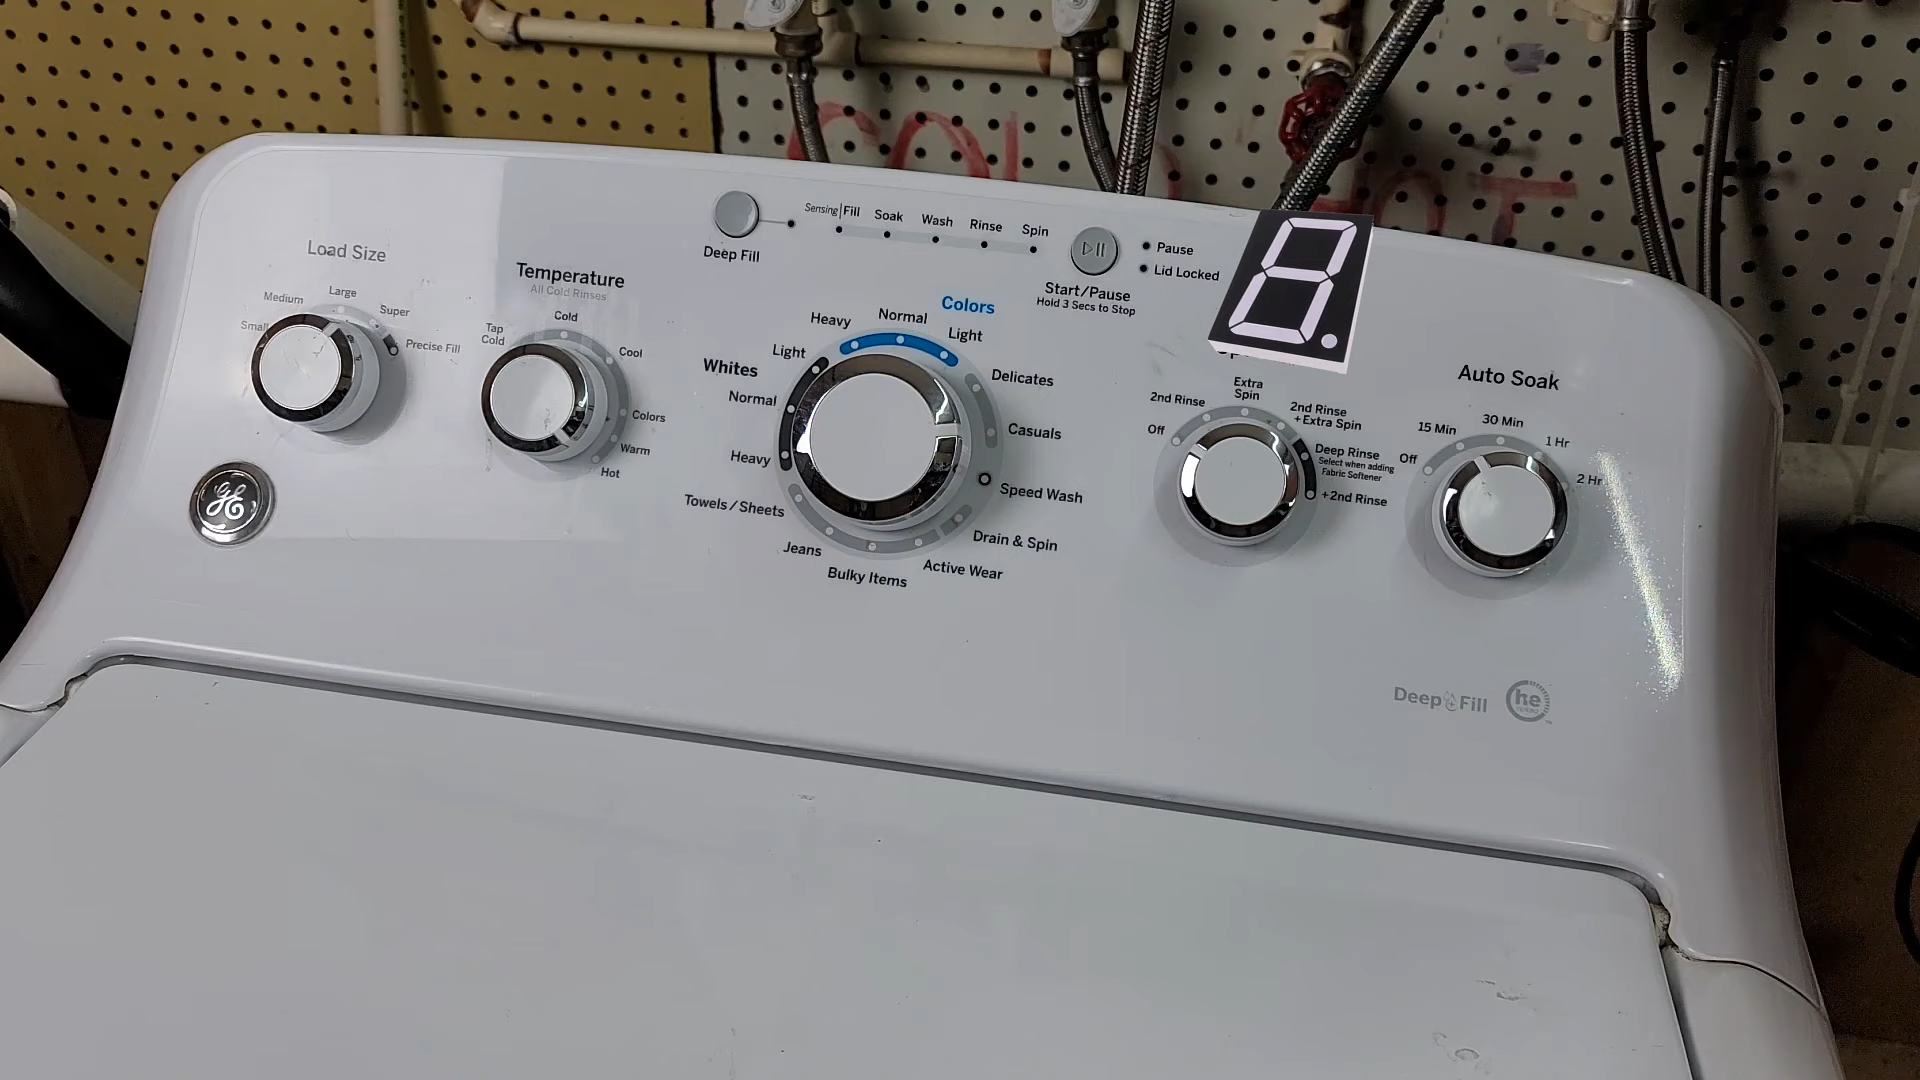 COLD HOT
Load Size
Small
Medium
Large
Super
Precise Fill
Temperature
All Cold Rinses
Tap
Cold
Cold
Cool
Colors
Warm
Hot
GE
Deep Fill
Sensing|Fill
Soak
Wash
Rinse
Spin
Start/Pause
Hold 3 Secs to Stop
Pause
Lid Locked
8.
Colors
Heavy
Normal
Light
Whites
Light
Normal
Heavy
Towels / Sheets
Jeans
Bulky Items
Active Wear
Drain & Spin
Speed Wash
Casuals
Delicates
Off
2nd Rinse
Extra
Spin
2nd Rinse
+Extra Spin
Deep Rinse
Select when adding
Fabric Softener
+2nd Rinse
Auto Soak
Off
15 Min
30 Min
1 Hr
2 Hr
Deep Fill
he